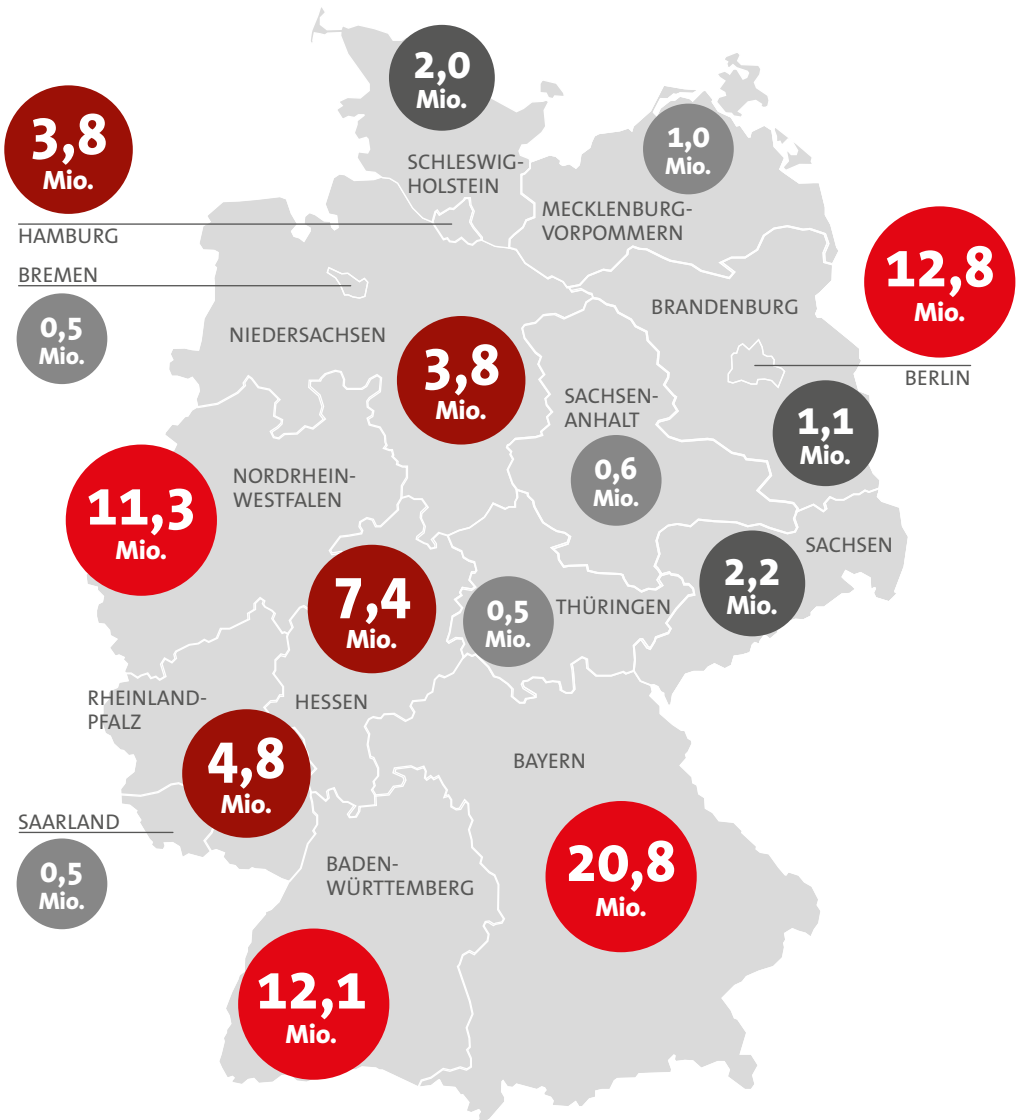 2,0
Mio.
SCHLESWIG-
HOLSTEIN
3,8
Mio.
HAMBURG
1,0
Mio.
MECKLENBURG-
VORPOMMERN
BREMEN
0,5
Mio.
NIEDERSACHSEN
3,8
Mio.
BRANDENBURG
1,1
Mio.
12,8
Mio.
BERLIN
SACHSEN-
ANHALT
0,6
Mio.
NORDRHEIN-
WESTFALEN
11,3
Mio.
SACHSEN
2,2
Mio.
7,4
Mio.
HESSEN
0,5
Mio.
THÜRINGEN
RHEINLAND-
PFALZ
4,8
Mio.
SAARLAND
0,5
Mio.
BAYERN
20,8
Mio.
BADEN-
WÜRTTEMBERG
12,1
Mio.